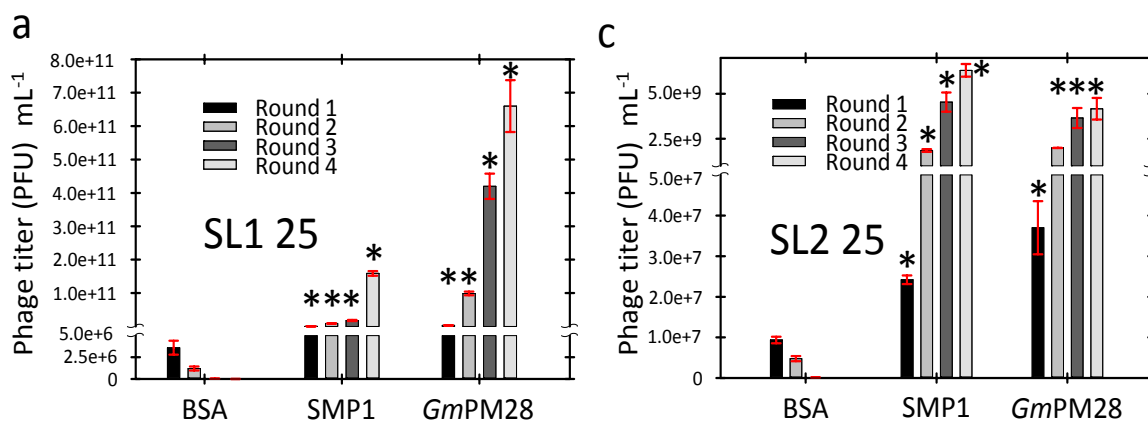 a
Phage titer (PFU) mL-1
8.0e+11
7.0e+11
6.0e+11
5.0e+11
4.0e+11
3.0e+11
2.0e+11
1.0e+11
5.0e+6
2.5e+6
0
Round 1
Round 2
Round 3
Round 4
SL1 25
* * * *
* * * *
BSA
SMP1
GmPM28
c
Phage titer (PFU) mL-1
5.0e+9
2.5e+9
5.0e+7
4.0e+7
3.0e+7
2.0e+7
1.0e+7
0
Round 1
Round 2
Round 3
Round 4
SL2 25
* * * *
* * * *
BSA
SMP1
GmPM28